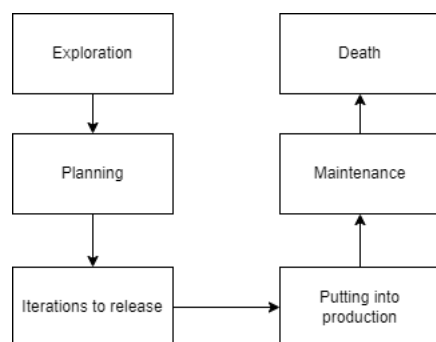 Exploration
Planning
Iterations to release
Putting into
production
Maintenance
Death